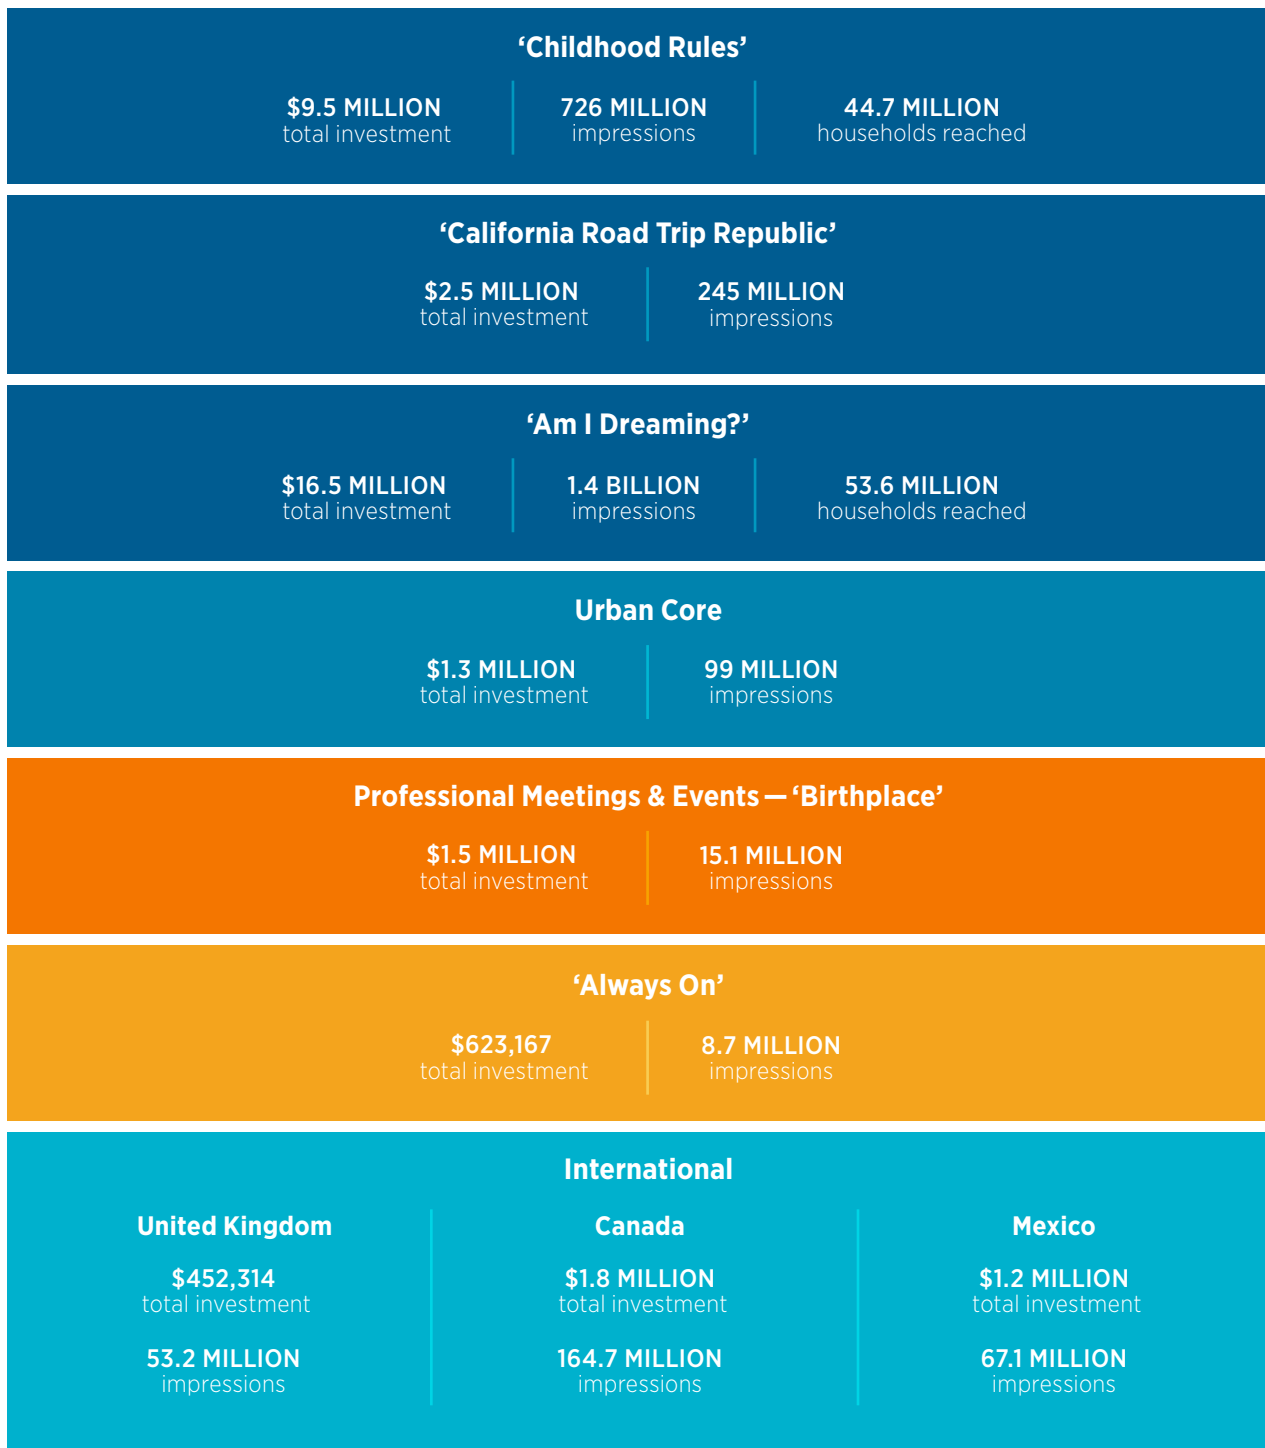 ‘Childhood Rules’
$9.5 MILLION
total investment
726 MILLION
impressions
44.7 MILLION
households reached
‘California Road Trip Republic’
$2.5 MILLION
total investment
245 MILLION
impressions
‘Am I Dreaming?’
$16.5 MILLION
total investment
1.4 BILLION
impressions
53.6 MILLION
households reached
Urban Core
$1.3 MILLION
total investment
99 MILLION
impressions
Professional Meetings & Events — ‘Birthplace’
$1.5 MILLION
total investment
15.1 MILLION
impressions
‘Always On’
$623,167
total investment
8.7 MILLION
impressions
International
United Kingdom
$452,314
total investment
53.2 MILLION
impressions
Canada
$1.8 MILLION
total investment
164.7 MILLION
impressions
Mexico
$1.2 MILLION
total investment
67.1 MILLION
impressions